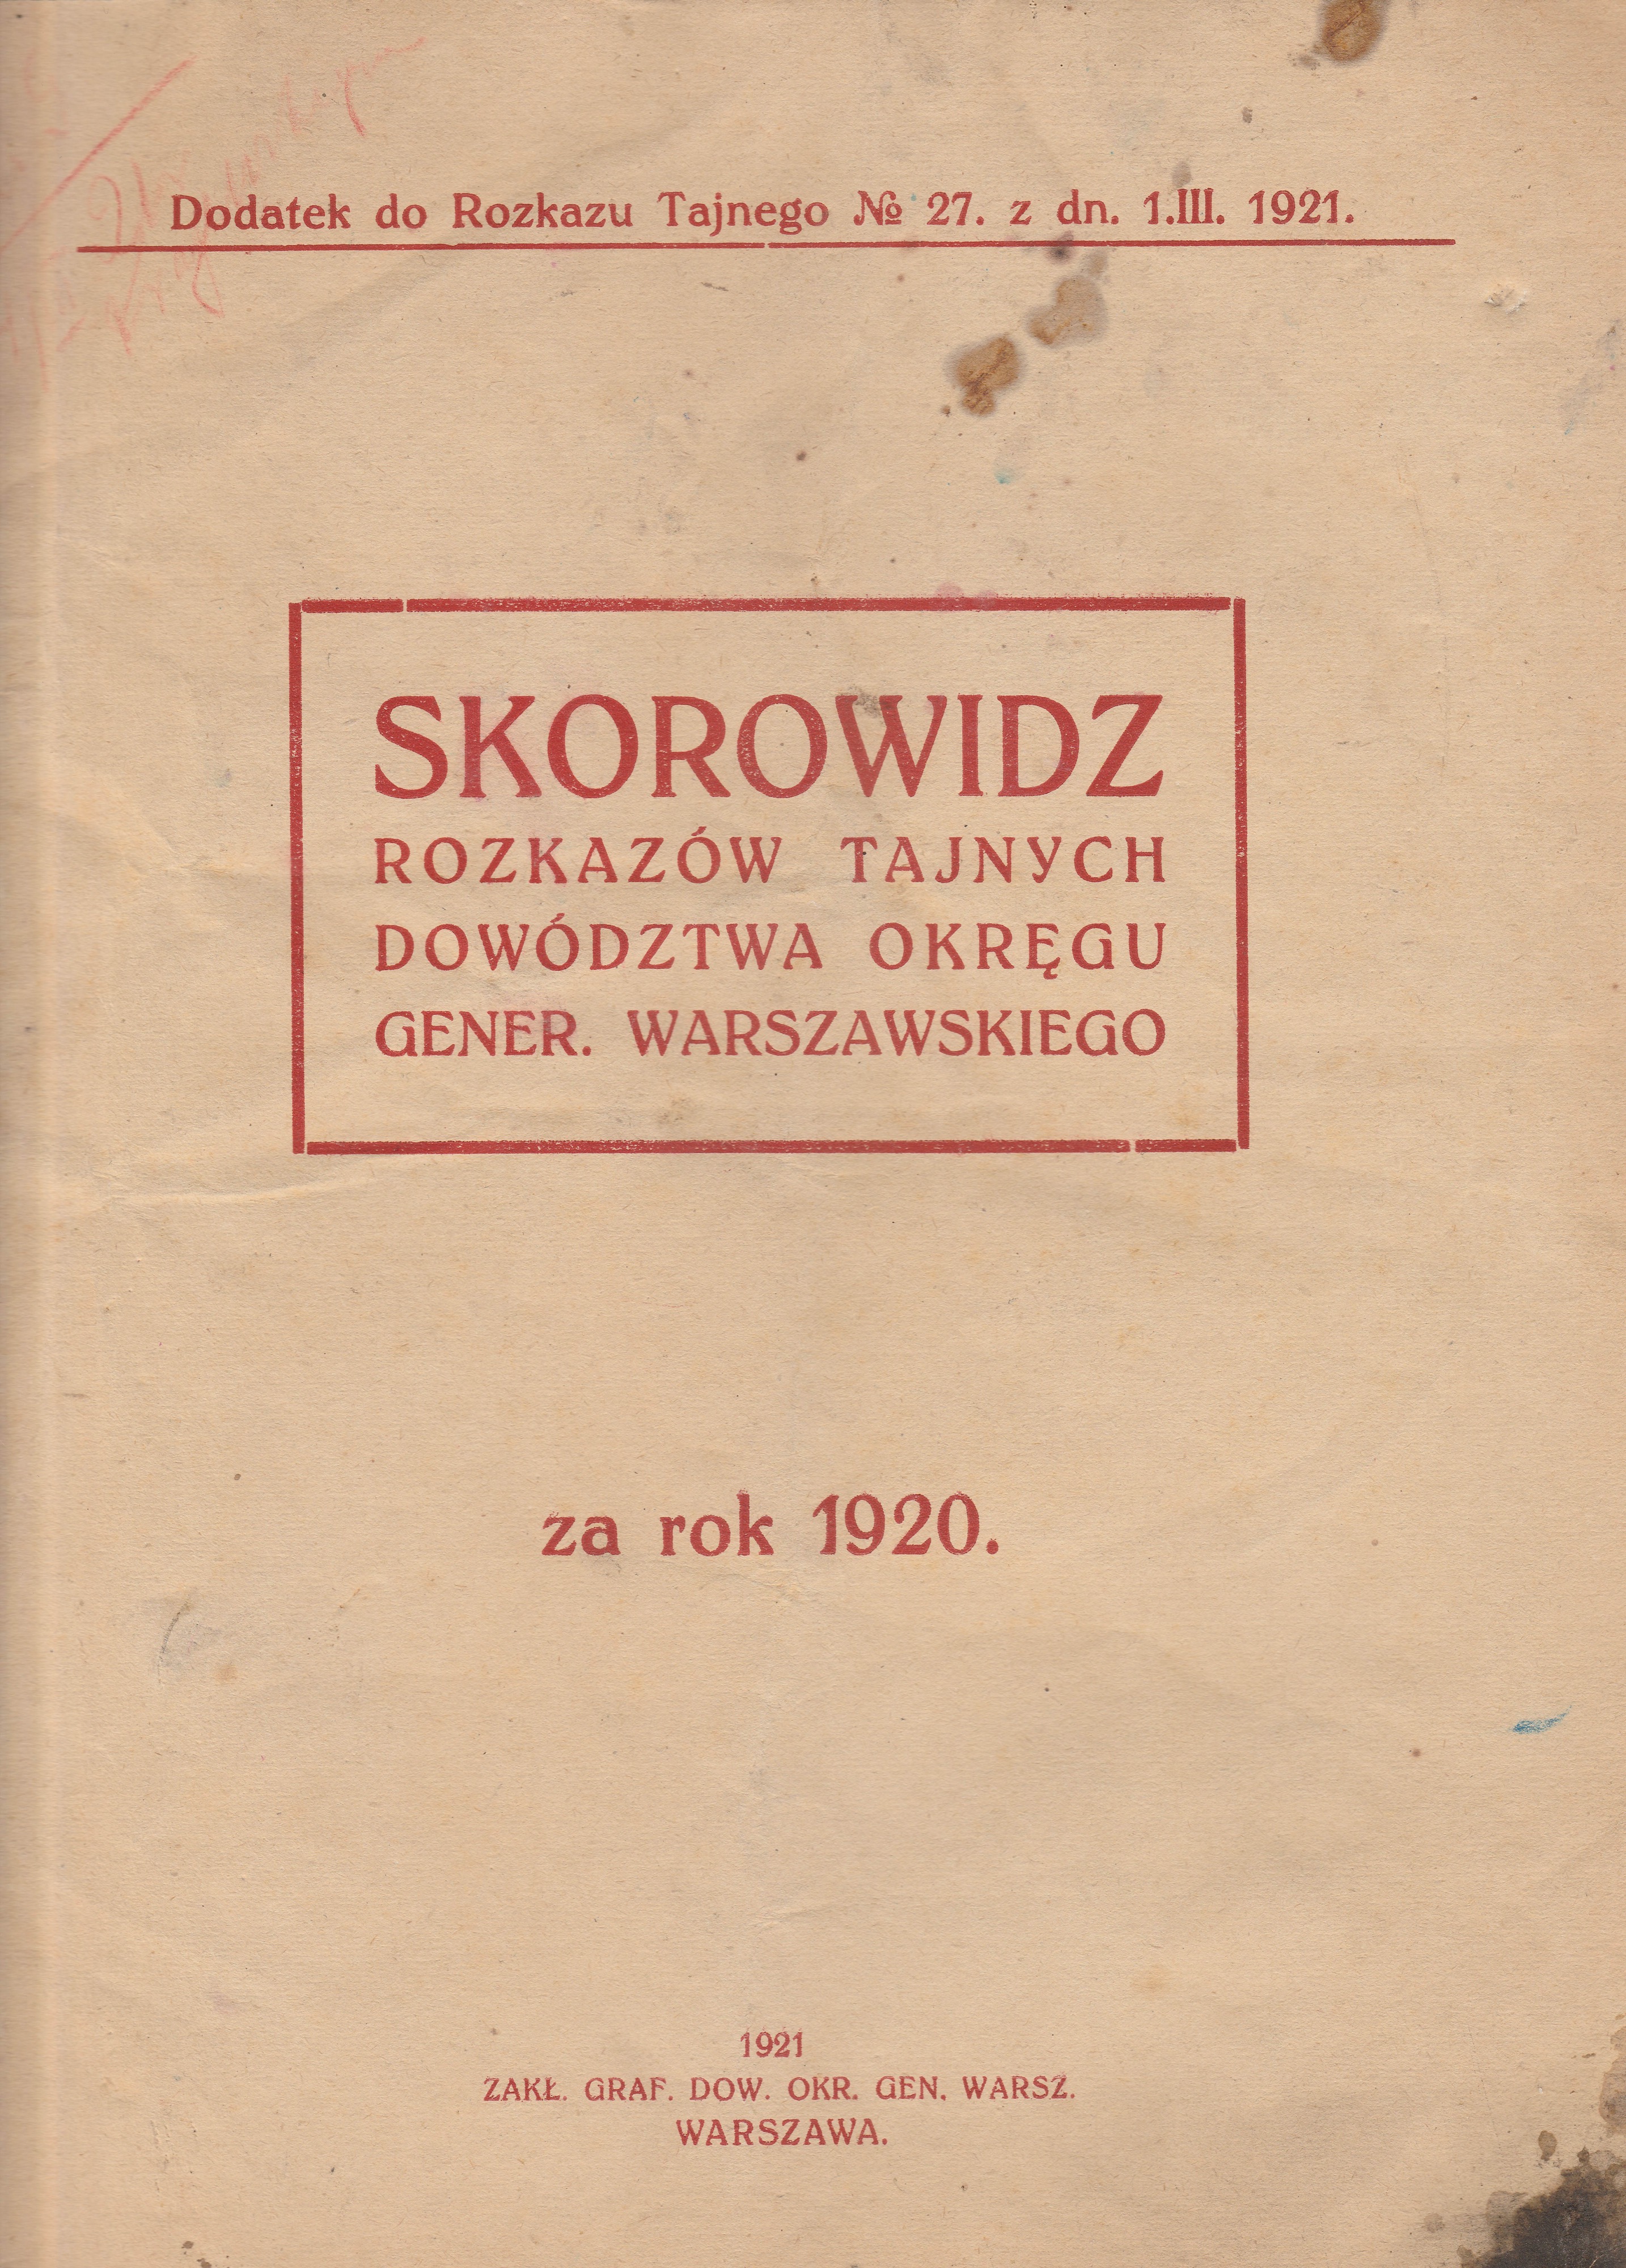 Dodatek do Rozkazu Tajnego № 27. z dn. 1.III. 1921.
SKOROWIDZ
ROZKAZÓW TAJNYCH
DOWÓDZTWA OKRĘGU
GENER. WARSZAWSKIEGO
za rok 1920.
1921
ZAKŁ. GRAF. DOW. OKR. GEN. WARSZ.
WARSZAWA.